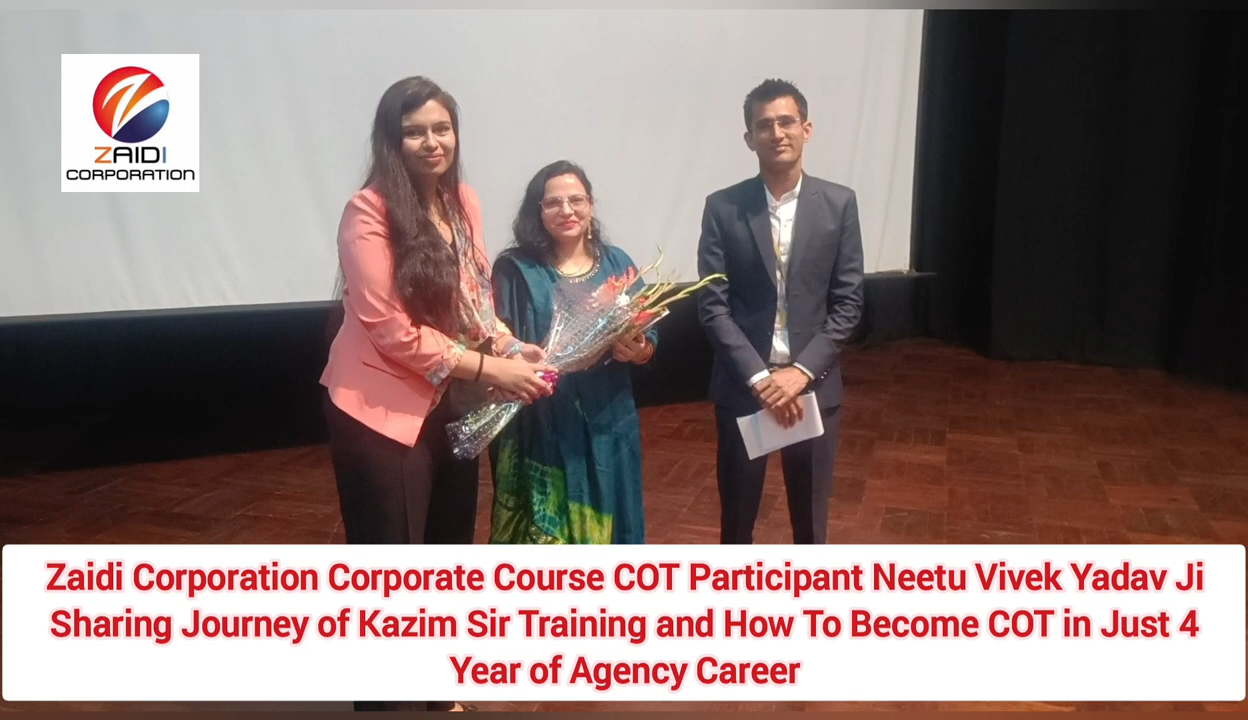 ZAIDI
CORPORATION
Zaidi Corporation Corporate Course COT Participant Neetu Vivek Yadav Ji
Sharing Journey of Kazim Sir Training and How To Become COT in Just 4
Year of Agency Career